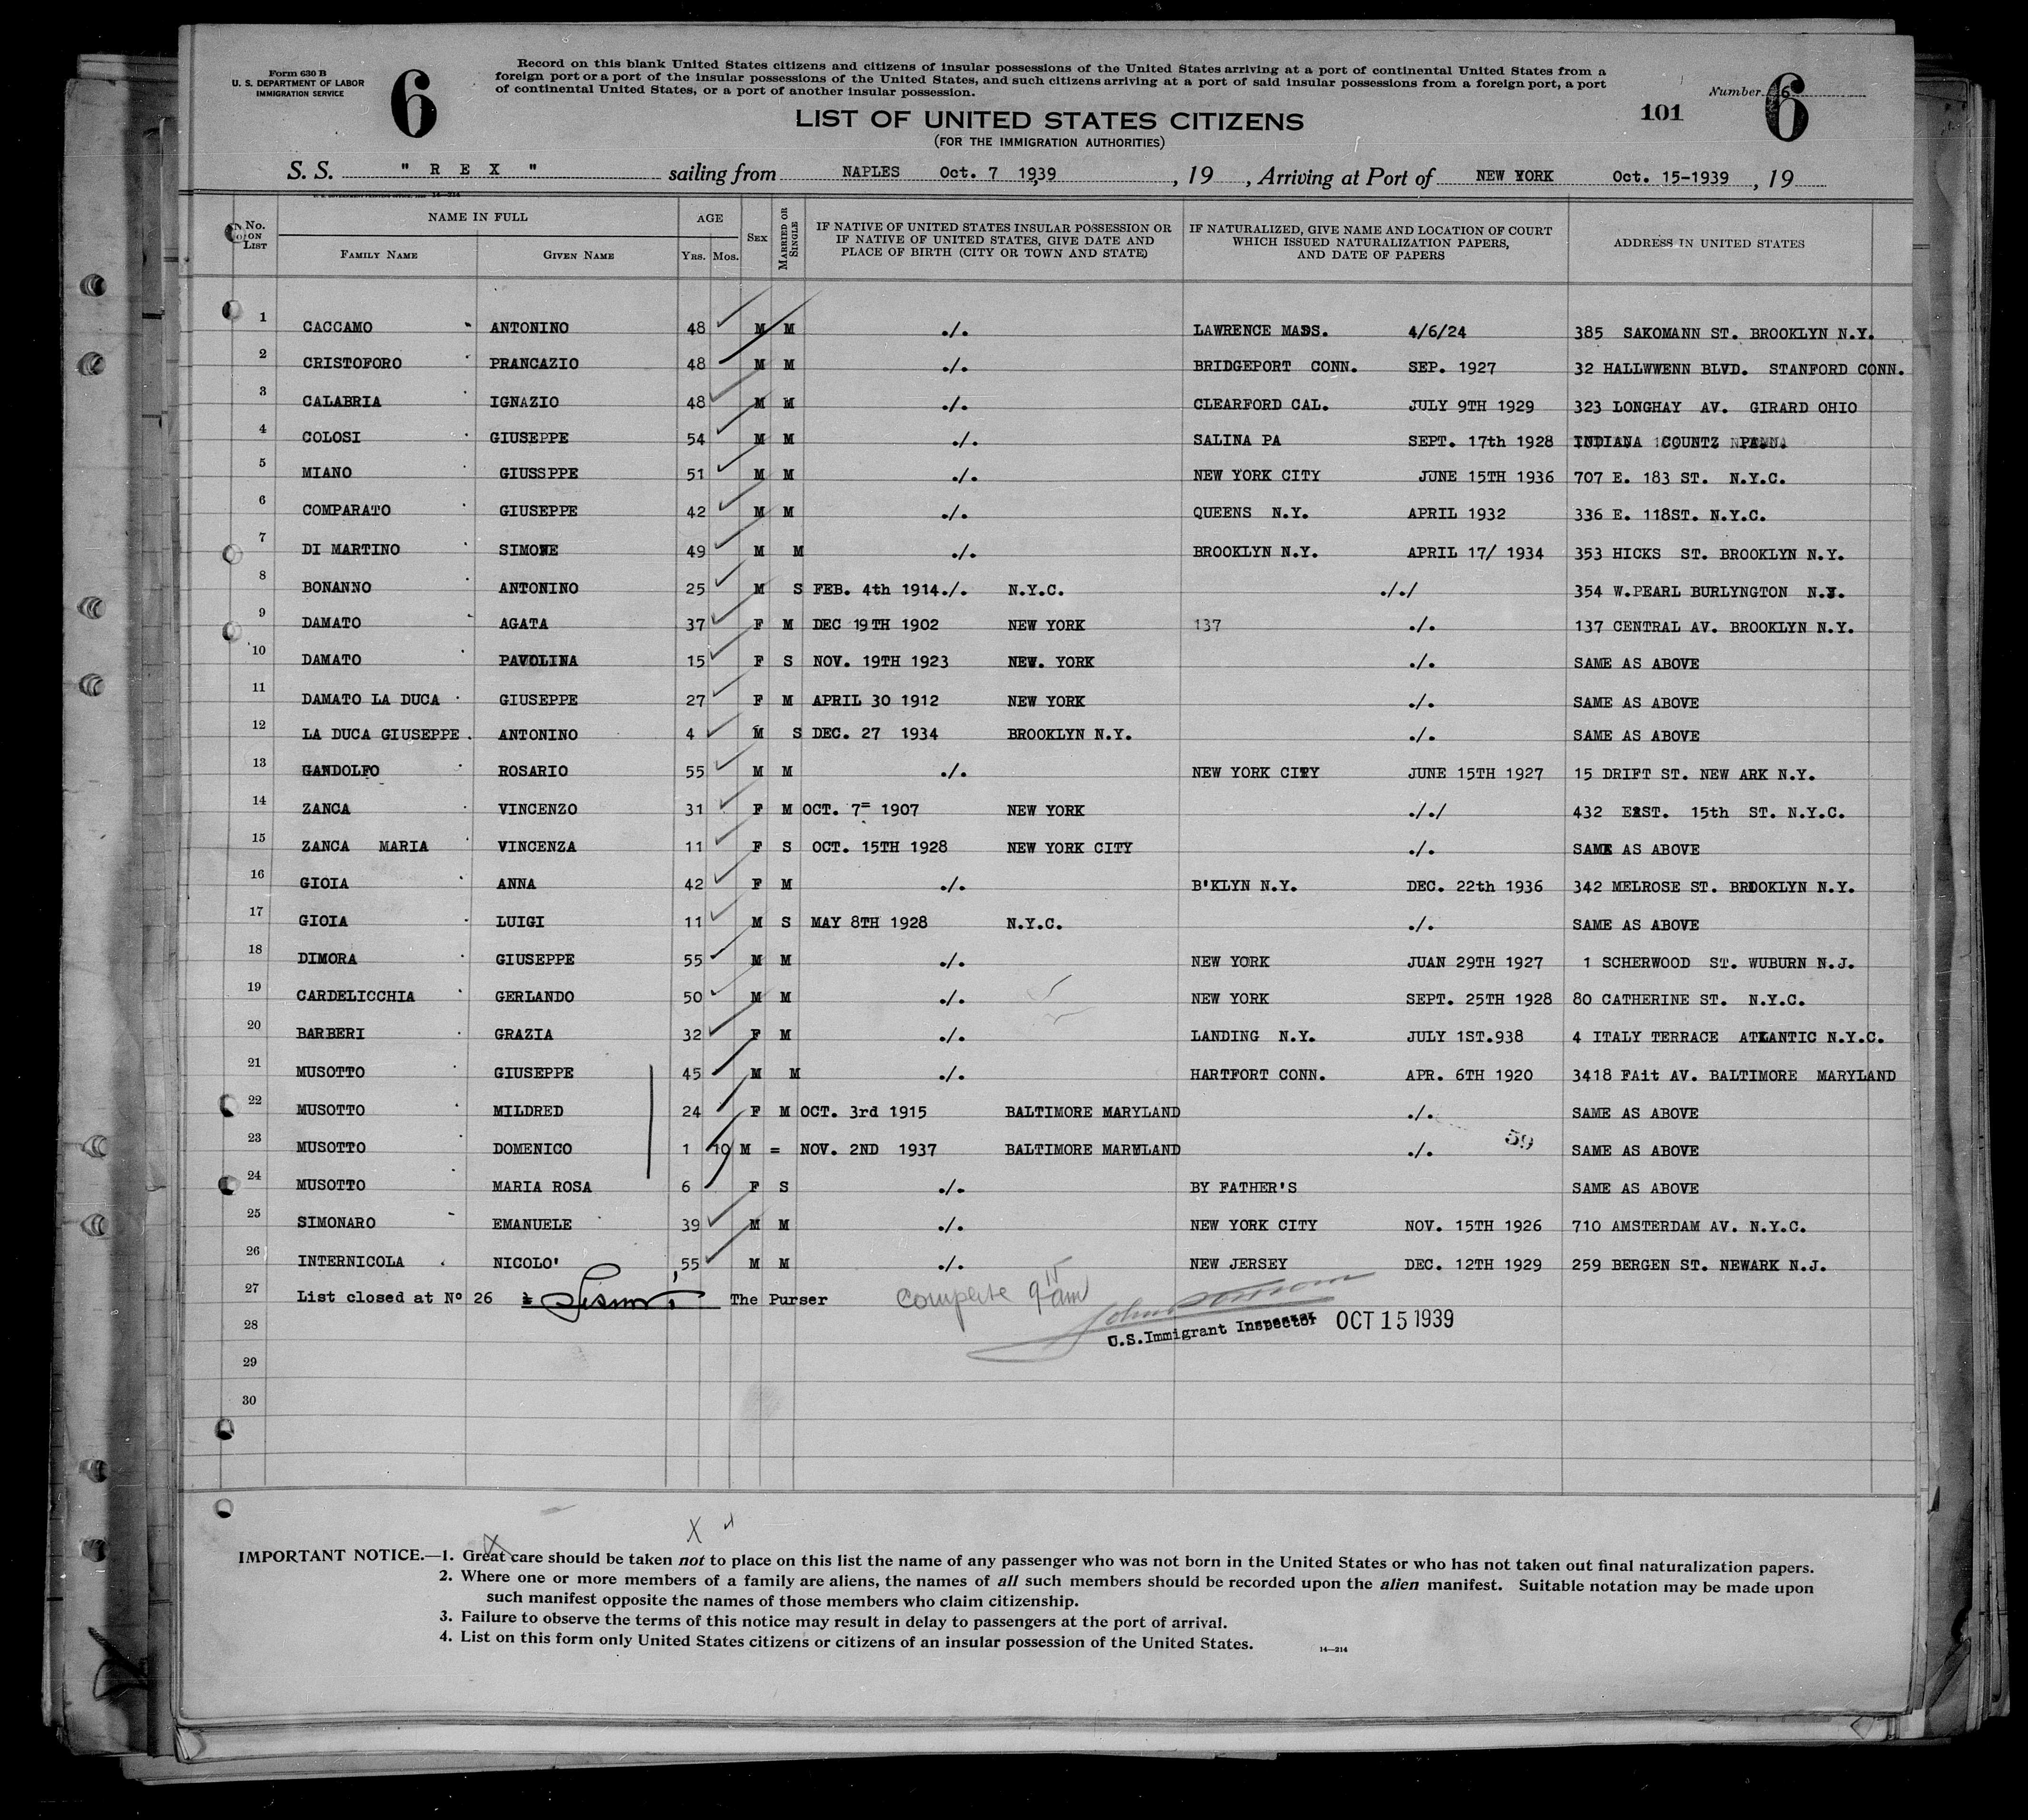 Form 630 B
U. S. DEPARTMENT OF LABOR
IMMIGRATION SERVICE
6
Record on this blank United States citizens and citizens of insular possessions of the United States arriving at a port of continental United States from a
foreign port or a port of the insular possessions of the United States, and such citizens arriving at a port of said insular possessions from a foreign port, a port
of continental United States, or a port of another insular possession.
Number 6
101
6
LIST OF UNITED STATES CITIZENS
(FOR THE IMMIGRATION AUTHORITIES)
S. S. " R E X " sailing from NAPLES Oct. 7 1939 , 19 , Arriving at Port of NEW YORK Oct. 15-1939 , 19
No. on List
NAME IN FULL
Family Name Given Name
AGE
Yrs. Mos.
Sex
Married or Single
IF NATIVE OF UNITED STATES INSULAR POSSESSION OR
IF NATIVE OF UNITED STATES, GIVE DATE AND
PLACE OF BIRTH (CITY OR TOWN AND STATE)
IF NATURALIZED, GIVE NAME AND LOCATION OF COURT
WHICH ISSUED NATURALIZATION PAPERS,
AND DATE OF PAPERS
ADDRESS IN UNITED STATES
1 CACCAMO ANTONINO 48 M M ./. LAWRENCE MASS. 4/6/24 385 SAKOMANN ST. BROOKLYN N.Y.
2 CRISTOFORO PRANCAZIO 48 M M ./. BRIDGEPORT CONN. SEP. 1927 32 HALLWWENN BLVD. STANFORD CONN.
3 CALABRIA IGNAZIO 48 M M ./. CLEARFORD CAL. JULY 9TH 1929 323 LONGHAY AV. GIRARD OHIO
4 COLOSI GIUSEPPE 54 M M ./. SALINA PA SEPT. 17th 1928 INDIANA COUNTZ
5 MIANO GIUSSPPE 51 M M ./. NEW YORK CITY JUNE 15TH 1936 707 E. 183 ST. N.Y.C.
6 COMPARATO GIUSEPPE 42 M M ./. QUEENS N.Y. APRIL 1932 336 E. 118ST. N.Y.C.
7 DI MARTINO SIMONE 49 M M ./. BROOKLYN N.Y. APRIL 17/ 1934 353 HICKS ST. BROOKLYN N.Y.
8 BONANNO ANTONINO 25 M S FEB. 4th 1914./. N.Y.C. ././ 354 W.PEARL BURLYNGTON
9 DAMATO AGATA 37 F M DEC 19TH 1902 NEW YORK 137 ./. 137 CENTRAL AV. BROOKLYN N.Y.
10 DAMATO PAVOLINA 15 F S NOV. 19TH 1923 NEW. YORK ./. SAME AS ABOVE
11 DAMATO LA DUCA GIUSEPPE 27 F M APRIL 30 1912 NEW YORK ./. SAME AS ABOVE
12 LA DUCA GIUSEPPE. ANTONINO 4 M S DEC. 27 1934 BROOKLYN N.Y. ./. SAME AS ABOVE
13 GANDOLFO ROSARIO 55 M M ./. NEW YORK CITY JUNE 15TH 1927 15 DRIFT ST. NEW ARK N.Y.
14 ZANCA VINCENZO 31 F M OCT. 7= 1907 NEW YORK ././ 432 EAST. 15th ST. N.Y.C.
15 ZANCA MARIA VINCENZA 11 F S OCT. 15TH 1928 NEW YORK CITY ./. SAME AS ABOVE
16 GIOIA ANNA 42 F M ./. B'KLYN N.Y. DEC. 22th 1936 342 MELROSE ST. BROOKLYN N.Y.
17 GIOIA LUIGI 11 M S MAY 8TH 1928 N.Y.C. ./. SAME AS ABOVE
18 DIMORA GIUSEPPE 55 M M ./. NEW YORK JUAN 29TH 1927 1 SCHERWOOD ST. WUBURN N.J.
19 CARDELICCHIA GERLANDO 50 M M ./. NEW YORK SEPT. 25TH 1928 80 CATHERINE ST. N.Y.C.
20 BARBERI GRAZIA 32 F M ./. LANDING N.Y. JULY 1ST.938 4 ITALY TERRACE ATLANTIC N.Y.C.
21 MUSOTTO GIUSEPPE 45 M M ./. HARTFORT CONN. APR. 6TH 1920 3418 FAit AV. BALTIMORE MARYLAND
22 MUSOTTO MILDRED 24 F M OCT. 3rd 1915 BALTIMORE MARYLAND ./. SAME AS ABOVE
23 MUSOTTO DOMENICO 1 10 M = NOV. 2ND 1937 BALTIMORE MARYLAND ./. 59 SAME AS ABOVE
24 MUSOTTO MARIA ROSA 6 F S ./. BY FATHER'S SAME AS ABOVE
25 SIMONARO EMANUELE 39 M M ./. NEW YORK CITY NOV. 15TH 1926 710 AMSTERDAM AV. N.Y.C.
26 INTERNICOLA NICOLO' 55 M M ./. NEW JERSEY DEC. 12TH 1929 259 BERGEN ST. NEWARK N.J.
27 List closed at Nº 26 The Purser Complete
28 U.S.Immigrant Inspector OCT 15 1939
29
30
IMPORTANT NOTICE.—1. Great care should be taken not to place on this list the name of any passenger who was not born in the United States or who has not taken out final naturalization papers.
2. Where one or more members of a family are aliens, the names of all such members should be recorded upon the alien manifest. Suitable notation may be made upon
such manifest opposite the names of those members who claim citizenship.
3. Failure to observe the terms of this notice may result in delay to passengers at the port of arrival.
4. List on this form only United States citizens or citizens of an insular possession of the United States.
14—214